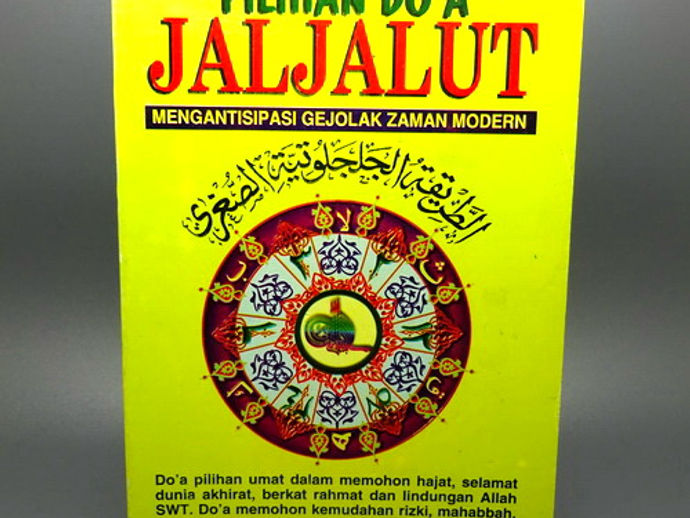 PILIHAN DO'A
JALJALUT
MENGANTISIPASI GEJOLAK ZAMAN MODERN
الطريقة الجلجلوتية الصغرى
Do'a pilihan umat dalam memohon hajat, selamat
dunia akhirat, berkat rahmat dan lindungan Allah
SWT. Do'a memohon kemudahan rizki, mahabbah,